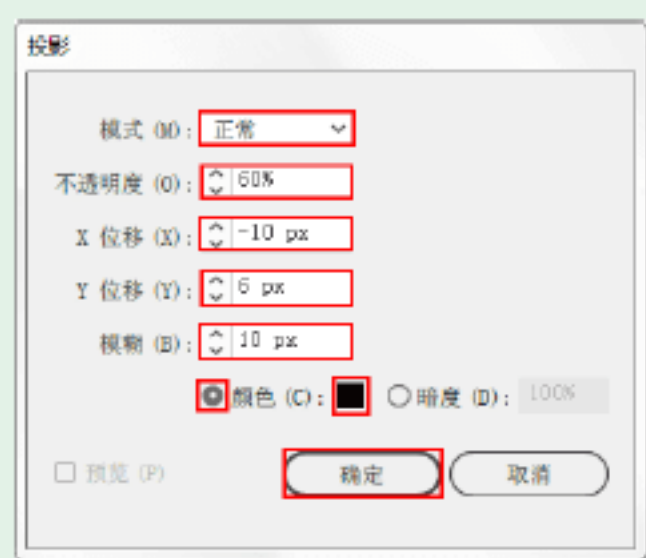 投影
模式 (M): 正常
不透明度 (O): 60%
X 位移 (X): -10 px
Y 位移 (Y): 6 px
模糊 (B): 10 px
颜色 (C): 暗度 (D): 100%
预览 (P) 确定 取消